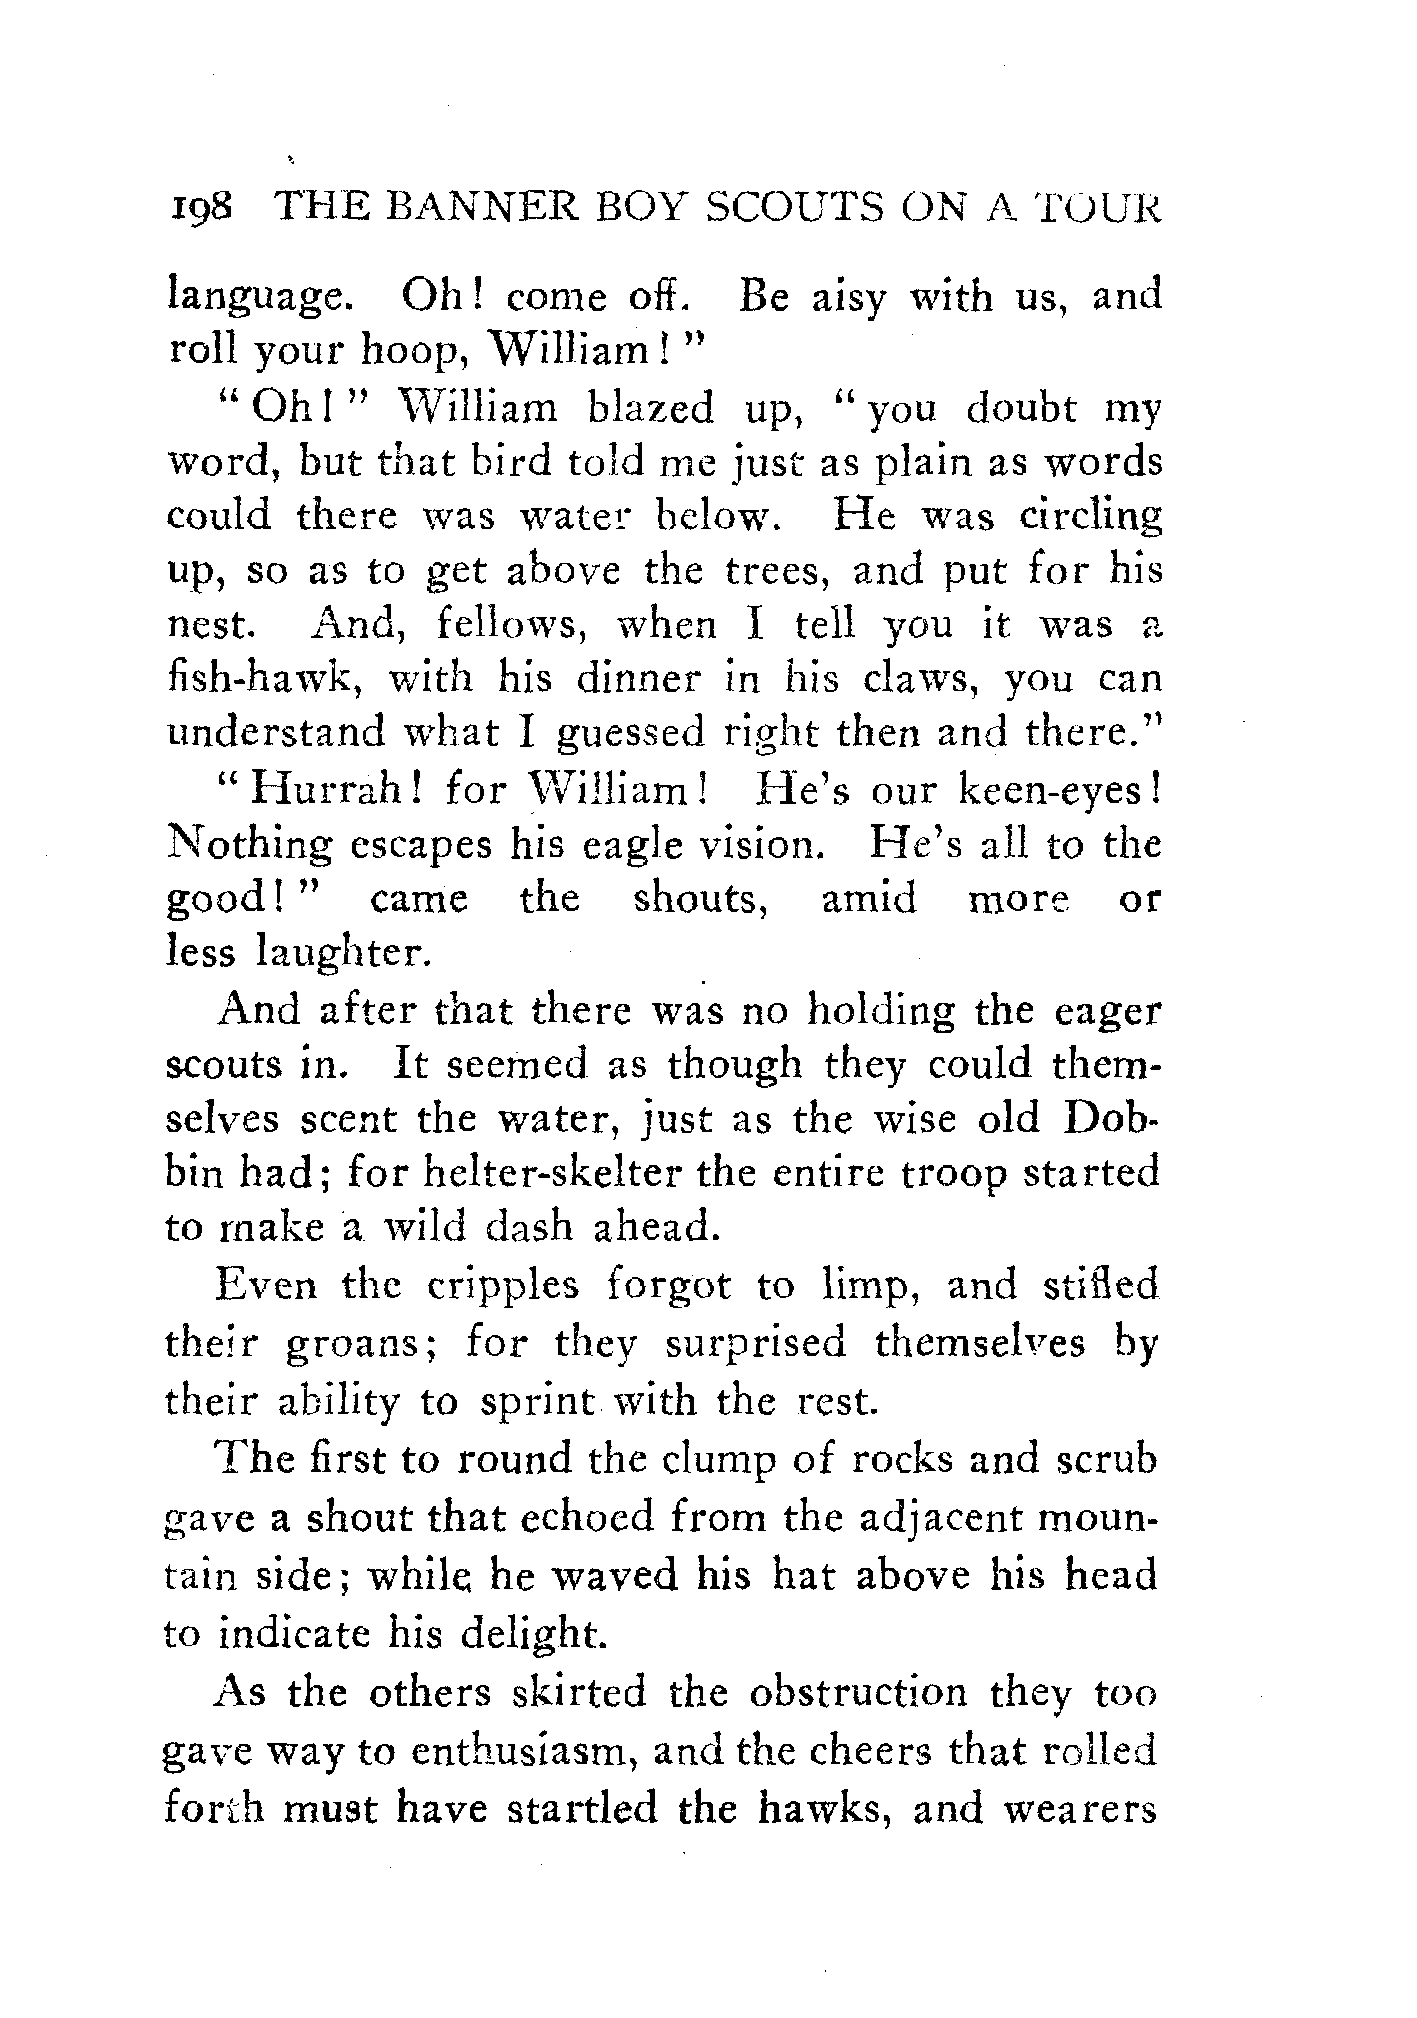 198 THE BANNER BOY SCOUTS ON A TOUR
language. Oh! come off. Be aisy with us, and
roll your hoop, William!"
"Oh!" William blazed up, "you doubt my
word, but that bird told me just as plain as words
could there was water below. He was circling
up, so as to get above the trees, and put for his
nest. And, fellows, when I tell you it was a
fish-hawk, with his dinner in his claws, you can
understand what I guessed right then and there."
"Hurrah! for William! He's our keen-eyes!
Nothing escapes his eagle vision. He's all to the
good!" came the shouts, amid more or
less laughter.
And after that there was no holding the eager
scouts in. It seemed as though they could them-
selves scent the water, just as the wise old Dob-
bin had; for helter-skelter the entire troop started
to make a wild dash ahead.
Even the cripples forgot to limp, and stifled
their groans; for they surprised themselves by
their ability to sprint with the rest.
The first to round the clump of rocks and scrub
gave a shout that echoed from the adjacent moun-
tain side; while he waved his hat above his head
to indicate his delight.
As the others skirted the obstruction they too
gave way to enthusiasm, and the cheers that rolled
forth must have startled the hawks, and wearers